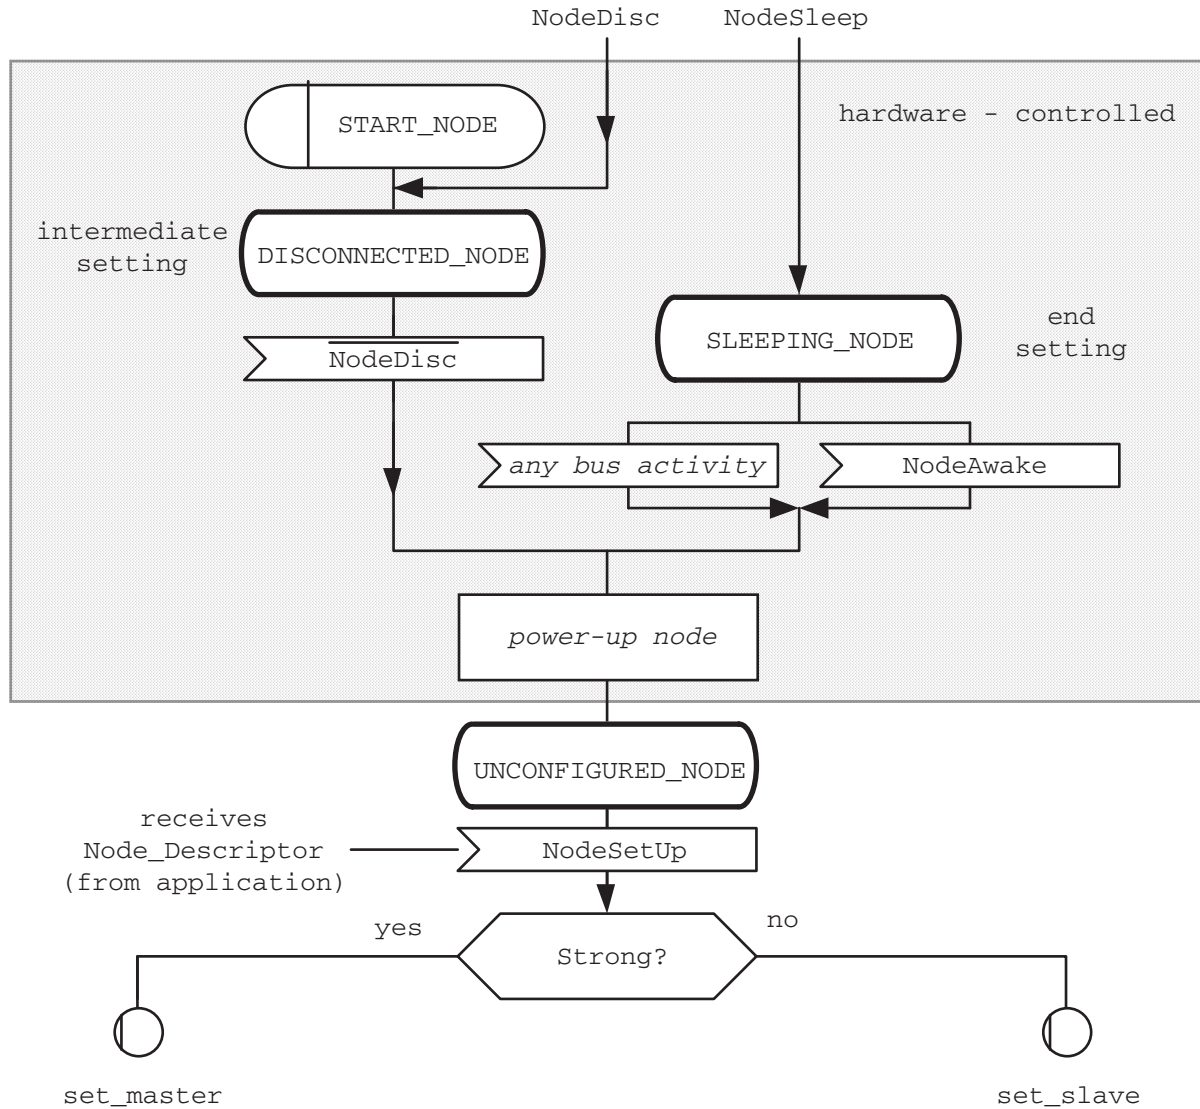 NodeDisc NodeSleep
hardware - controlled
START_NODE
intermediate
setting
DISCONNECTED_NODE
NodeDisc
SLEEPING_NODE
end
setting
any bus activity
NodeAwake
power-up node
UNCONFIGURED_NODE
receives
Node_Descriptor
(from application)
NodeSetUp
yes
no
Strong?
set_master
set_slave